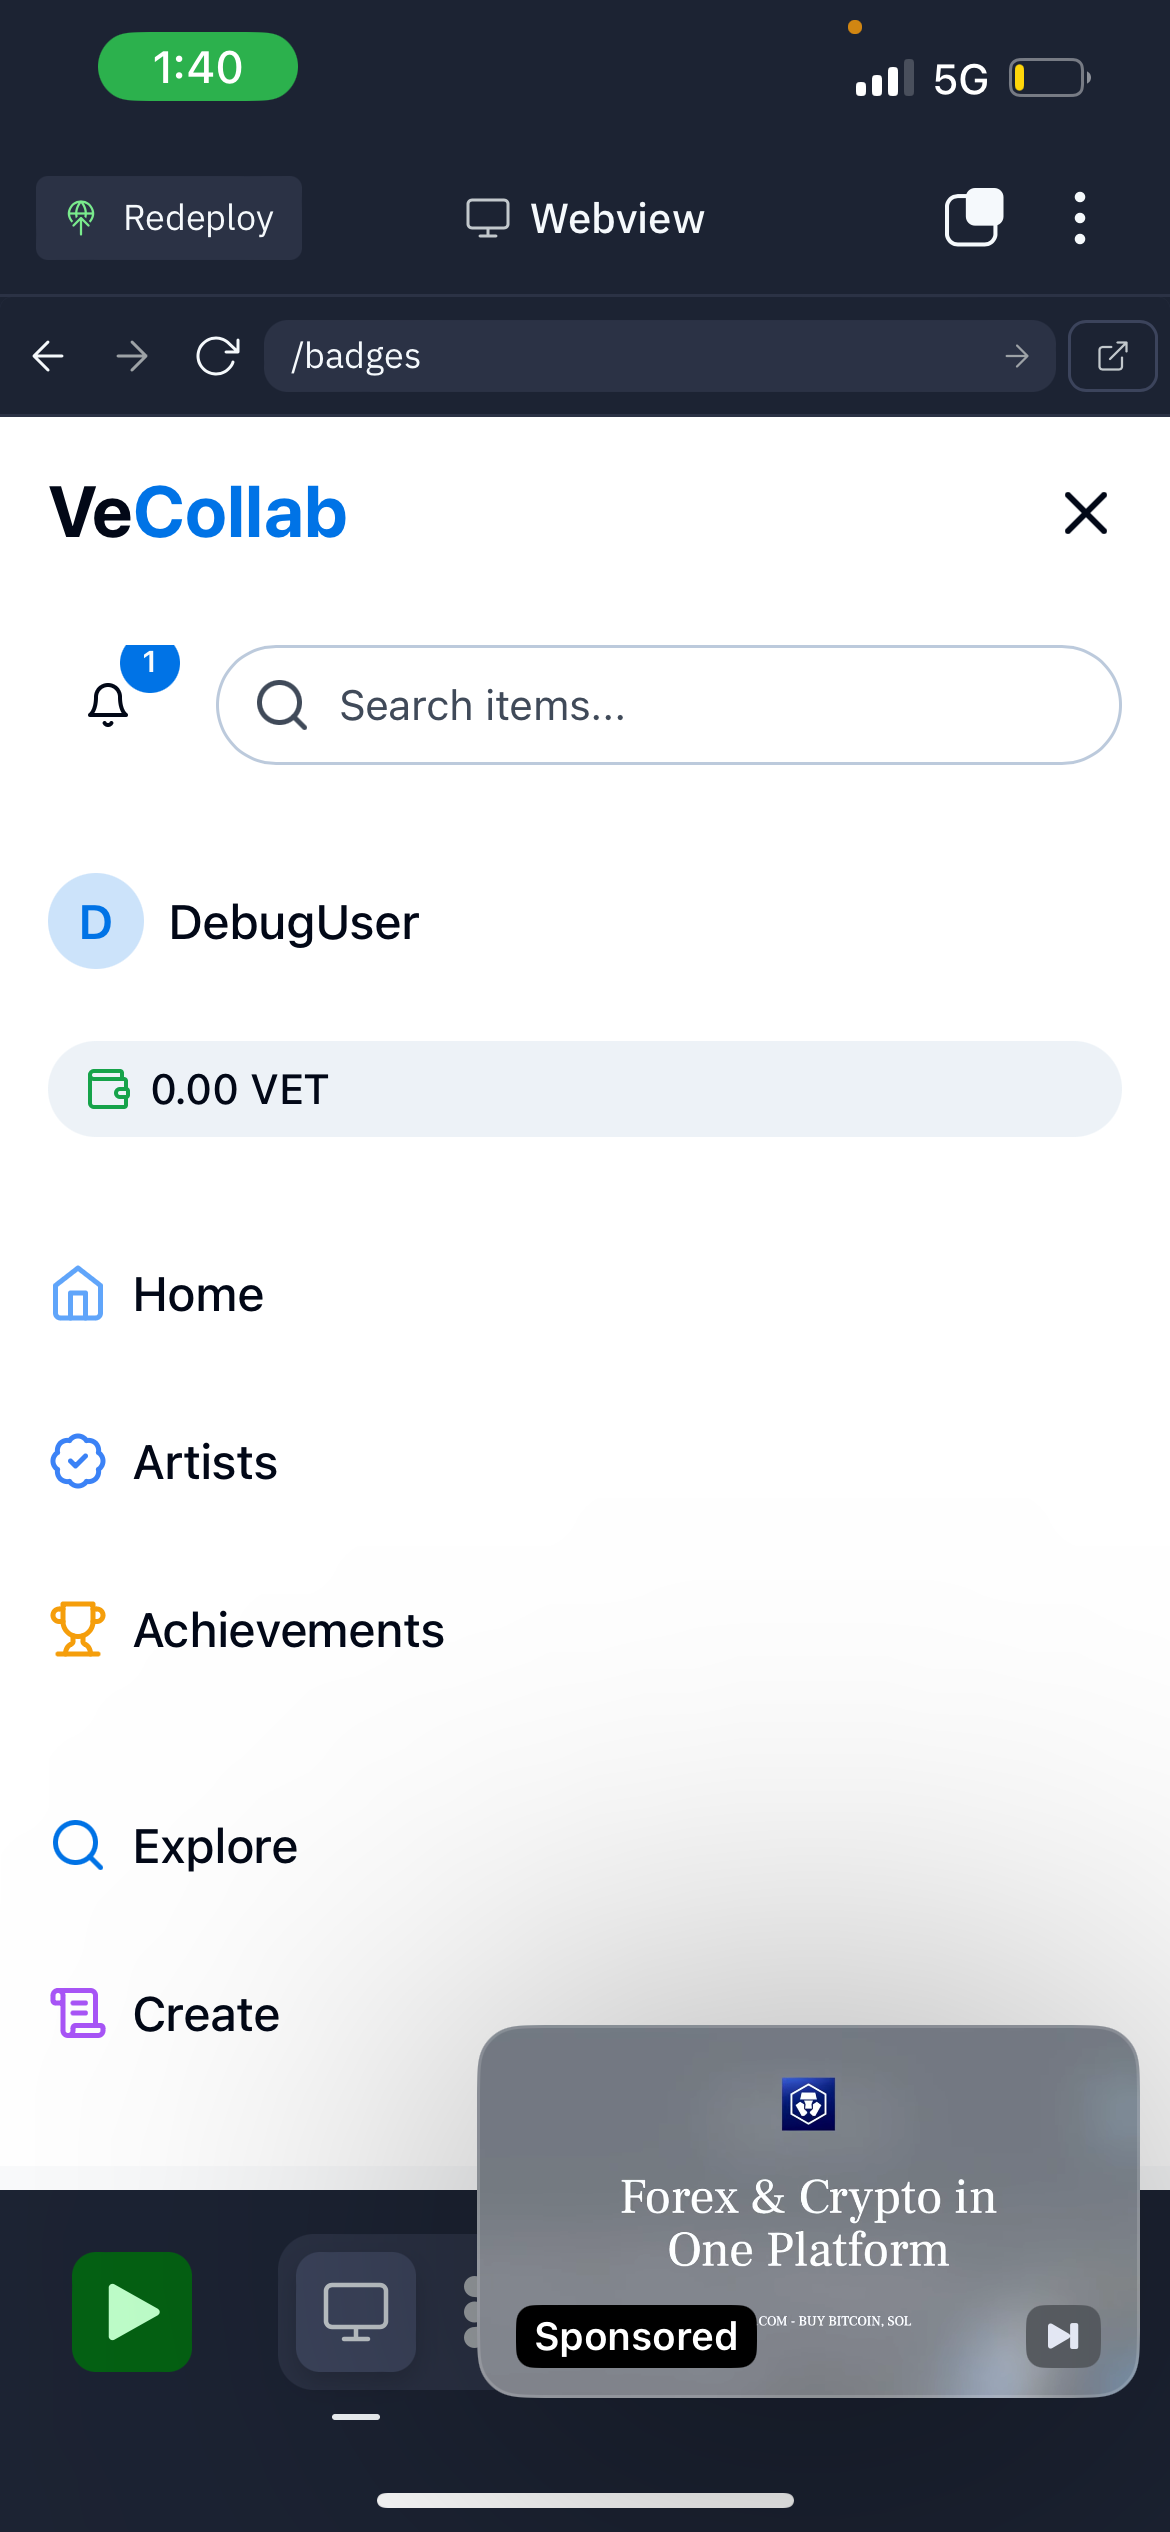 1:40
5G
Redeploy
Webview
/badges
VeCollab
1
Search items...
D
DebugUser
0.00 VET
Home
Artists
Achievements
Explore
Create
Forex & Crypto in
One Platform
.COM - BUY BITCOIN, SOL
Sponsored